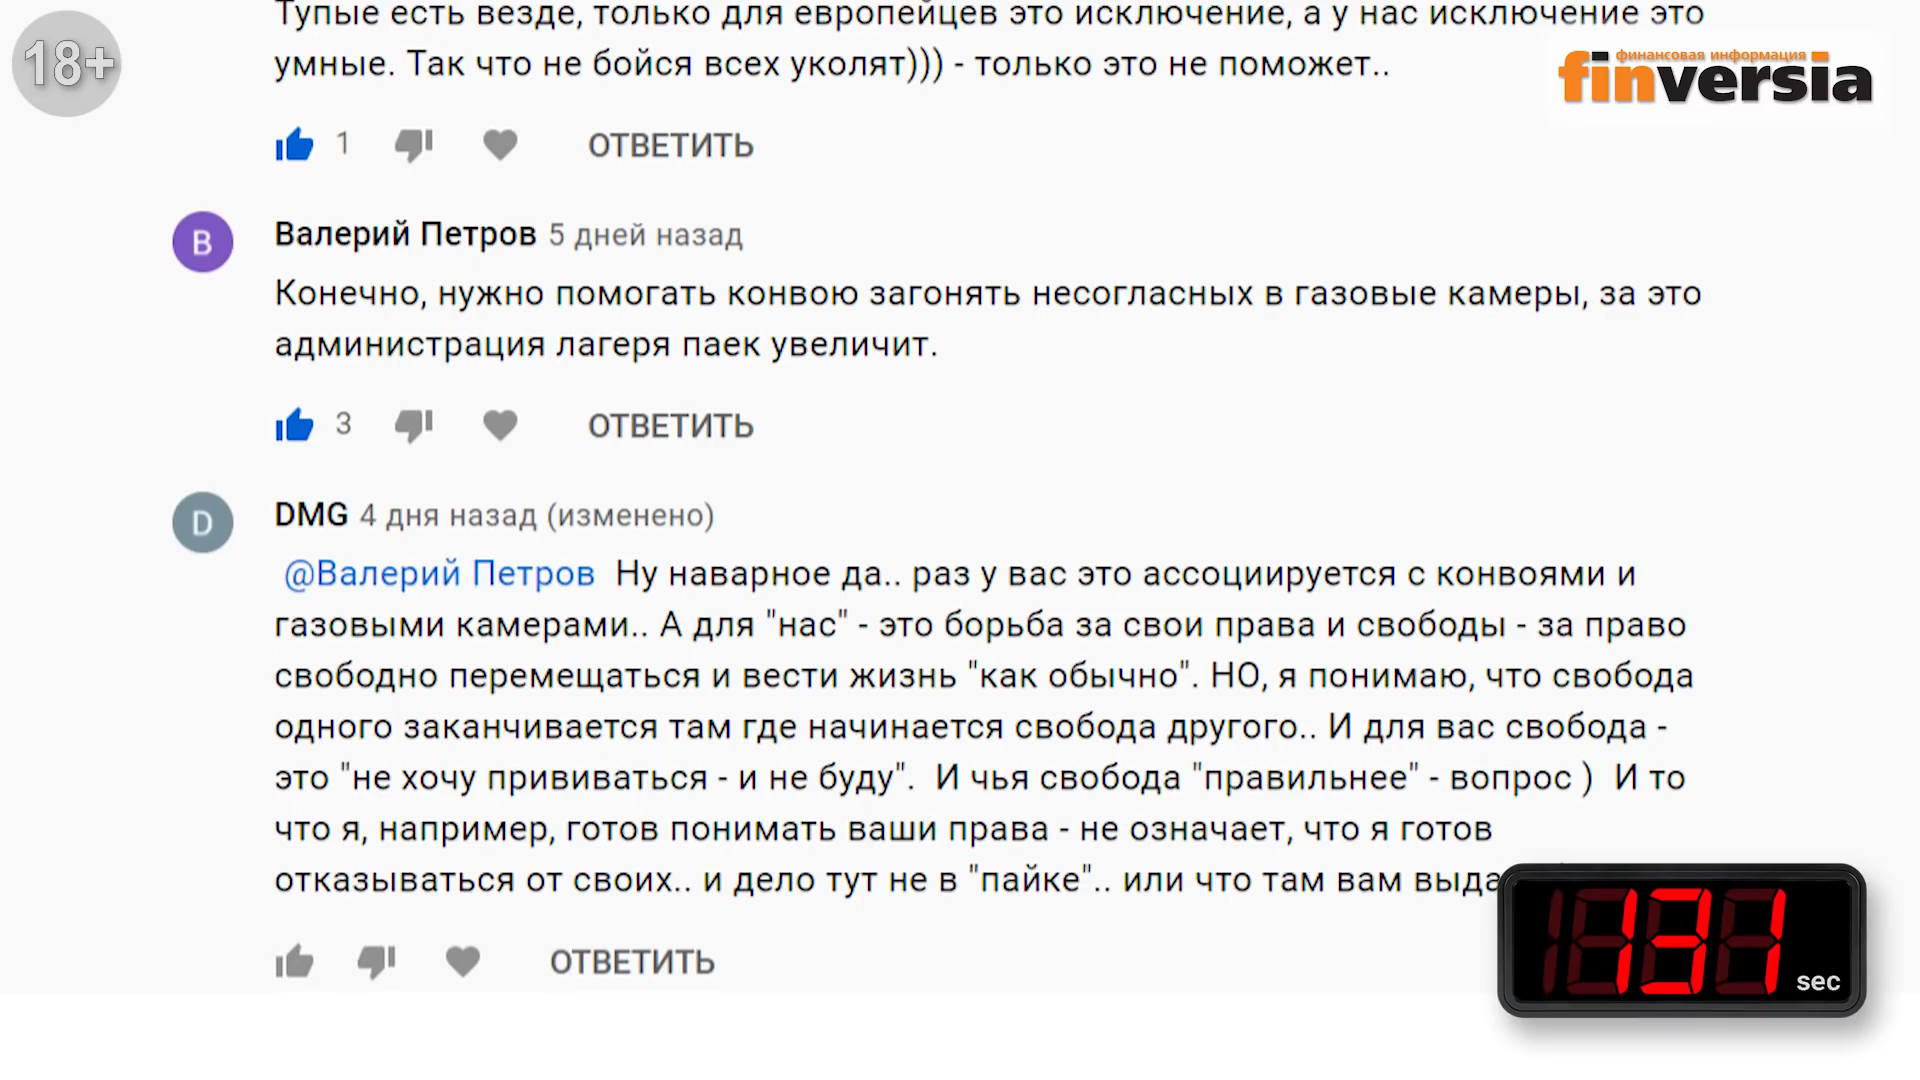 Тупые есть везде, только для европейцев это исключение, а у нас исключение это
умные. Так что не бойся всех уколят))) - только это не поможет..
18+
финансовая информация
finversia
1
ОТВЕТИТЬ
В
Валерий Петров 5 дней назад
Конечно, нужно помогать конвою загонять несогласных в газовые камеры, за это
администрация лагеря паек увеличит.
3
ОТВЕТИТЬ
D
DMG 4 дня назад (изменено)
@Валерий Петров Ну наварное да.. раз у вас это ассоциируется с конвоями и
газовыми камерами.. А для "нас" - это борьба за свои права и свободы - за право
свободно перемещаться и вести жизнь "как обычно". НО, я понимаю, что свобода
одного заканчивается там где начинается свобода другого.. И для вас свобода -
это "не хочу прививаться - и не буду". И чья свобода "правильнее" - вопрос ) И то
что я, например, готов понимать ваши права - не означает, что я готов
отказываться от своих.. и дело тут не в "пайке".. или что там вам выда
ОТВЕТИТЬ
131 sec